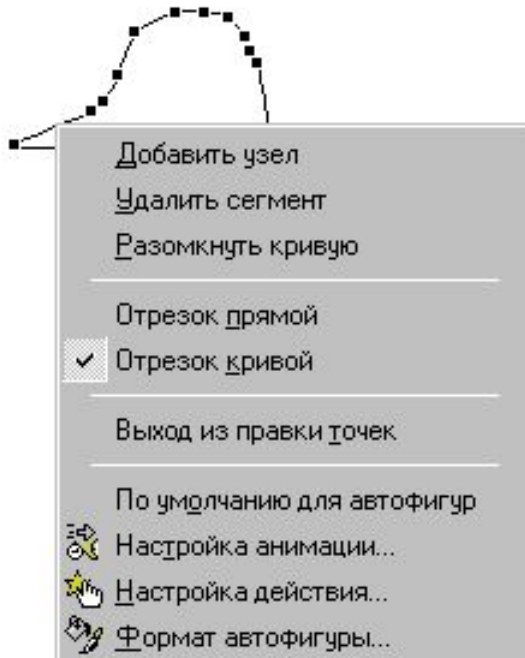 Добавить узел
Удалить сегмент
Разомкнуть кривую
Отрезок прямой
Отрезок кривой
Выход из правки точек
По умолчанию для автофигур
Настройка анимации...
Настройка действия...
Формат автофигуры...